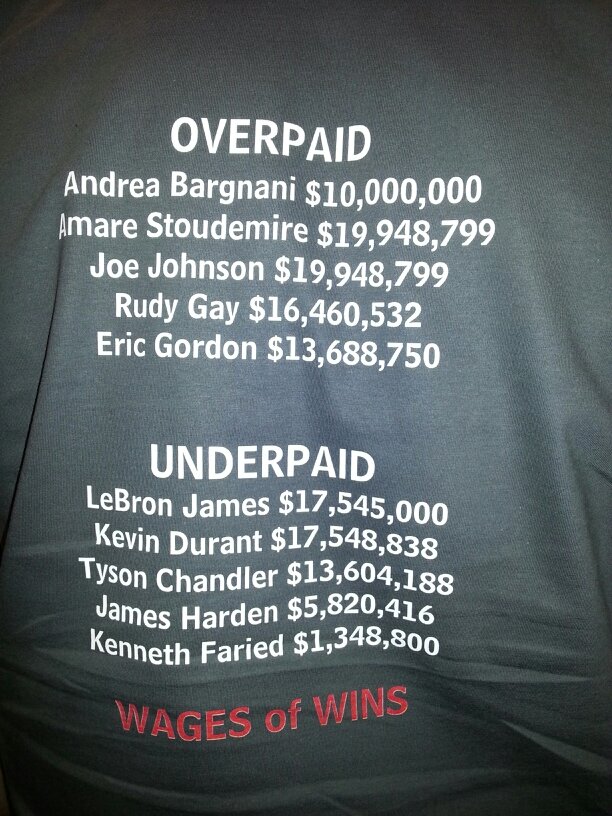 OVERPAID
Andrea Bargnani $10,000,000
Amare Stoudemire $19,948,799
Joe Johnson $19,948,799
Rudy Gay $16,460,532
Eric Gordon $13,688,750
UNDERPAID
LeBron James $17,545,000
Kevin Durant $17,548,838
Tyson Chandler $13,604,188
James Harden $5,820,416
Kenneth Faried $1,348,800
WAGES of WINS